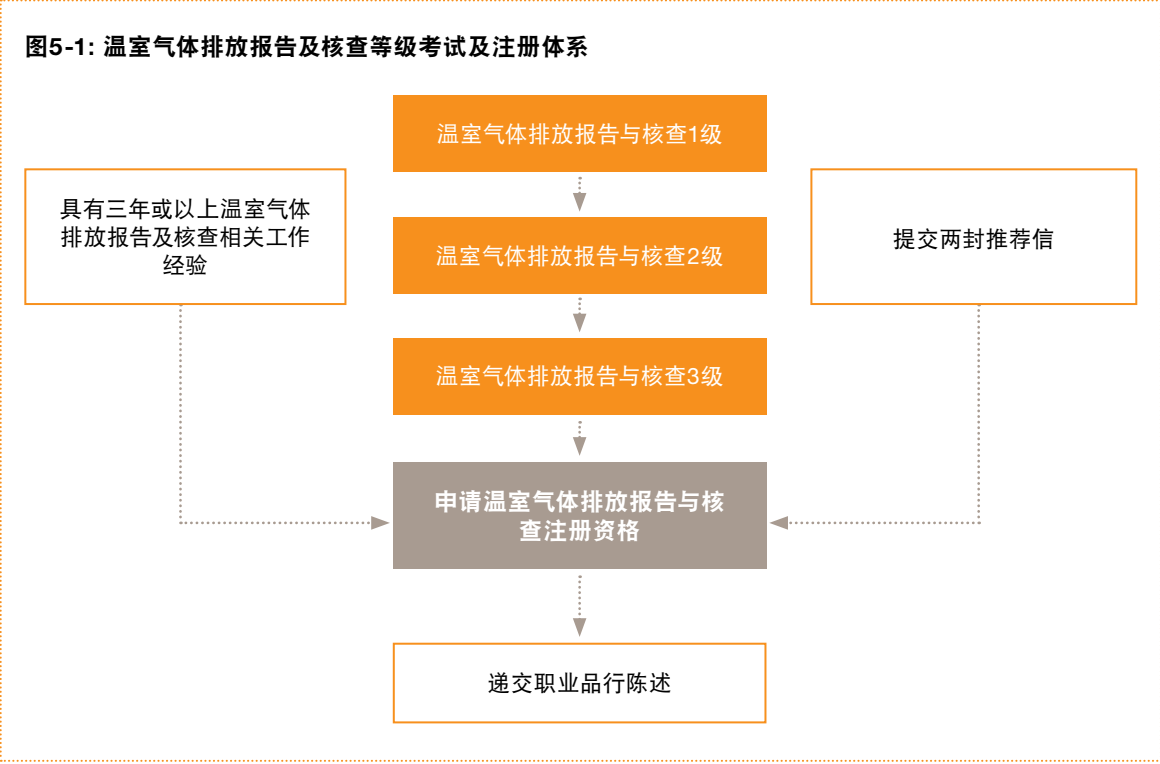 图5-1: 温室气体排放报告及核查等级考试及注册体系
温室气体排放报告与核查1级
具有三年或以上温室气体
排放报告及核查相关工作
经验
温室气体排放报告与核查2级
提交两封推荐信
温室气体排放报告与核查3级
申请温室气体排放报告与核
查注册资格
递交职业品行陈述